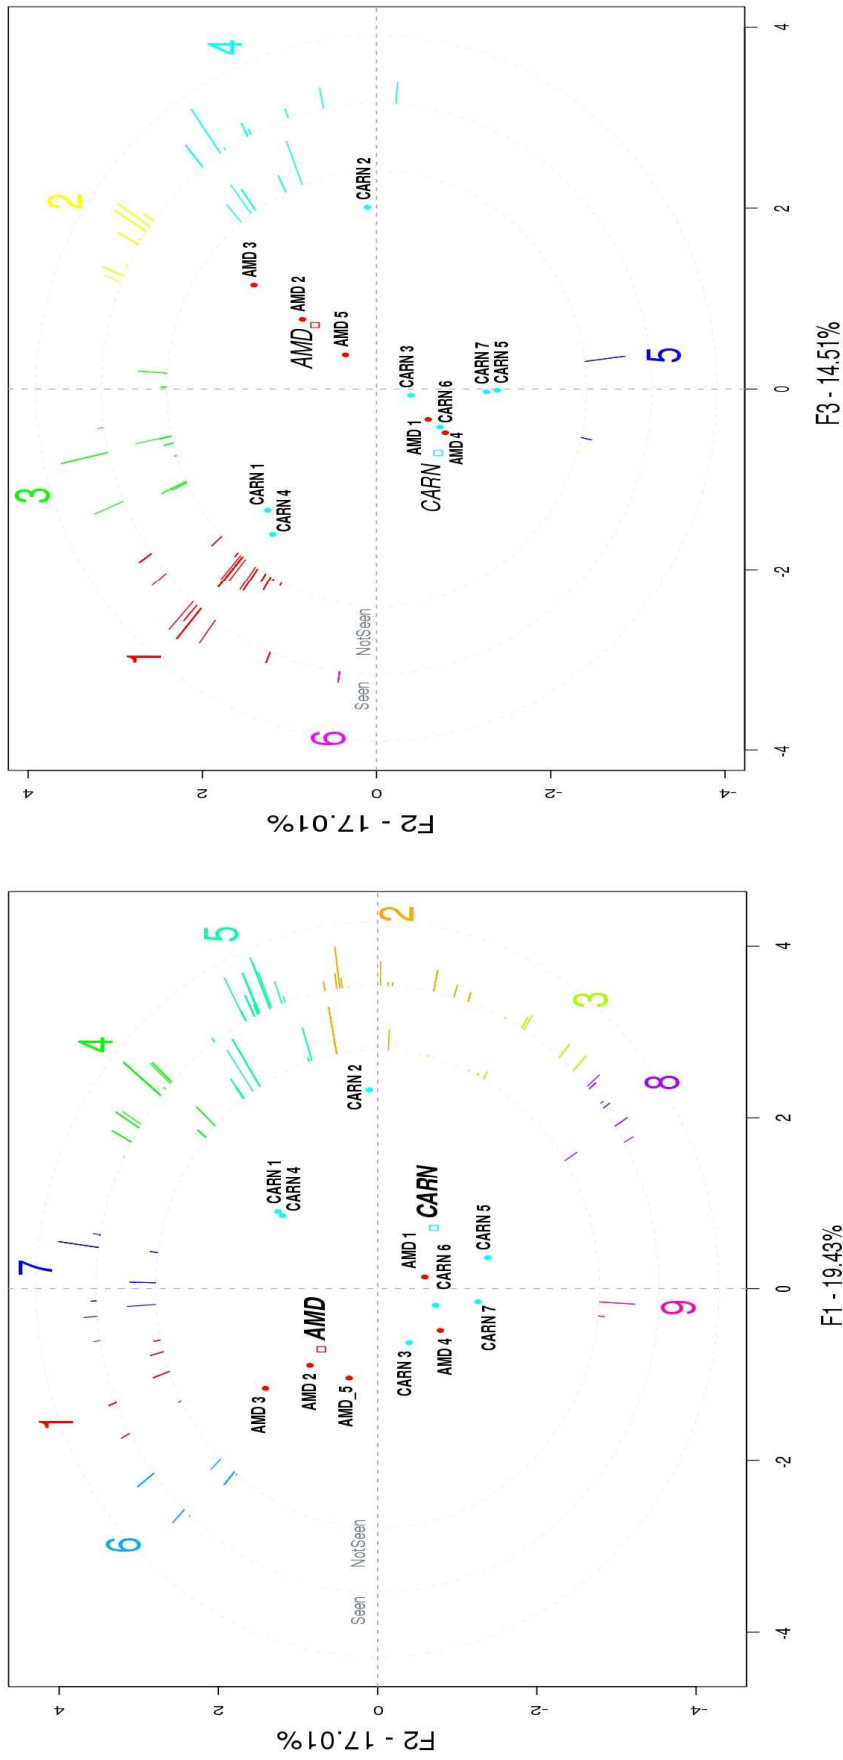 7
5
4
1
2
6
CARN 1
CARN 4
AMD 3
AMD 2
AMD
AMD_5
CARN 2
Seen
NotSeen
AMD 1
CARN
CARN 3
CARN 6
AMD 4
CARN 5
CARN 7
3
8
9
4
2
0
-2
-4
F2 - 17.01%
-4
-2
0
2
4
F1 - 19.43%
3
2
4
1
6
AMD 3
CARN 1
CARN 4
AMD 2
AMD
AMD 5
CARN 2
Seen
NotSeen
CARN 3
AMD 1
CARN 6
CARN
AMD 4
CARN 7
CARN 5
5
4
2
0
-2
-4
F2 - 17.01%
-4
-2
0
2
4
F3 - 14.51%